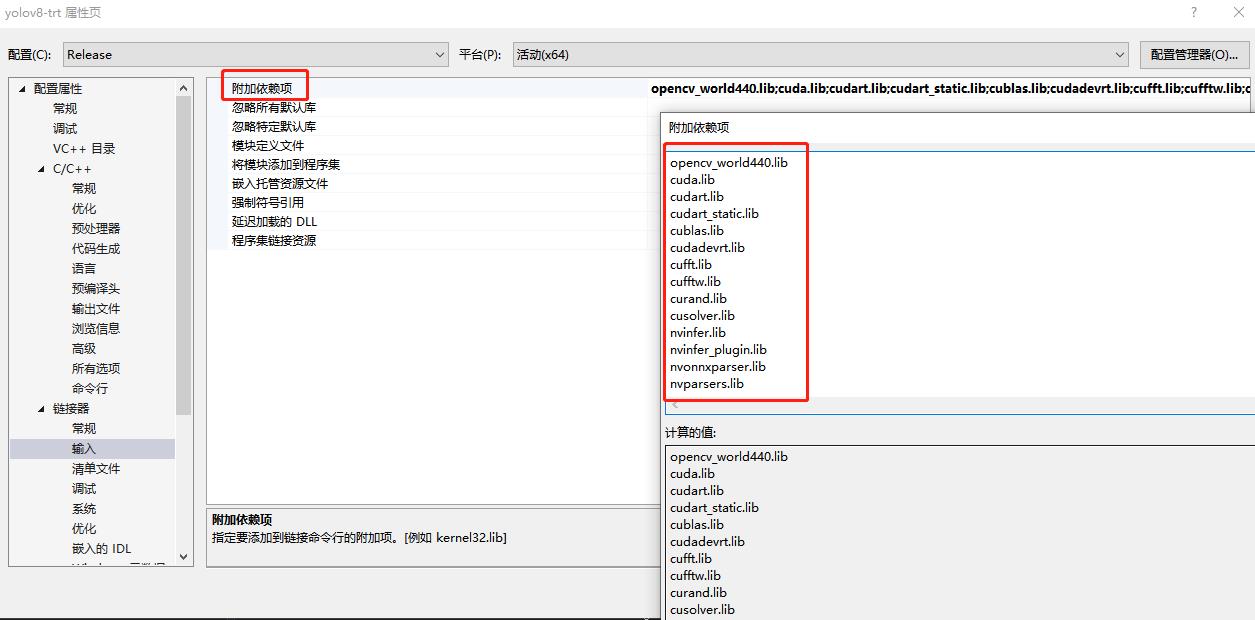 yolov8-trt 属性页
配置(C): Release 平台(P): 活动(x64) 配置管理器(O)...
配置属性
常规
调试
VC++ 目录
C/C++
常规
优化
预处理器
代码生成
语言
预编译头
输出文件
浏览信息
高级
所有选项
命令行
链接器
常规
输入
清单文件
调试
系统
优化
嵌入的 IDL
附加依赖项 opencv_world440.lib;cuda.lib;cudart.lib;cudart_static.lib;cublas.lib;cudadevrt.lib;cufft.lib;cufftw.lib;c
忽略所有默认库
忽略特定默认库
模块定义文件
将模块添加到程序集
嵌入托管资源文件
强制符号引用
延迟加载的 DLL
程序集链接资源
附加依赖项
指定要添加到链接命令行的附加项。[例如 kernel32.lib]
附加依赖项
opencv_world440.lib
cuda.lib
cudart.lib
cudart_static.lib
cublas.lib
cudadevrt.lib
cufft.lib
cufftw.lib
curand.lib
cusolver.lib
nvinfer.lib
nvinfer_plugin.lib
nvonnxparser.lib
nvparsers.lib
计算的值:
opencv_world440.lib
cuda.lib
cudart.lib
cudart_static.lib
cublas.lib
cudadevrt.lib
cufft.lib
cufftw.lib
curand.lib
cusolver.lib